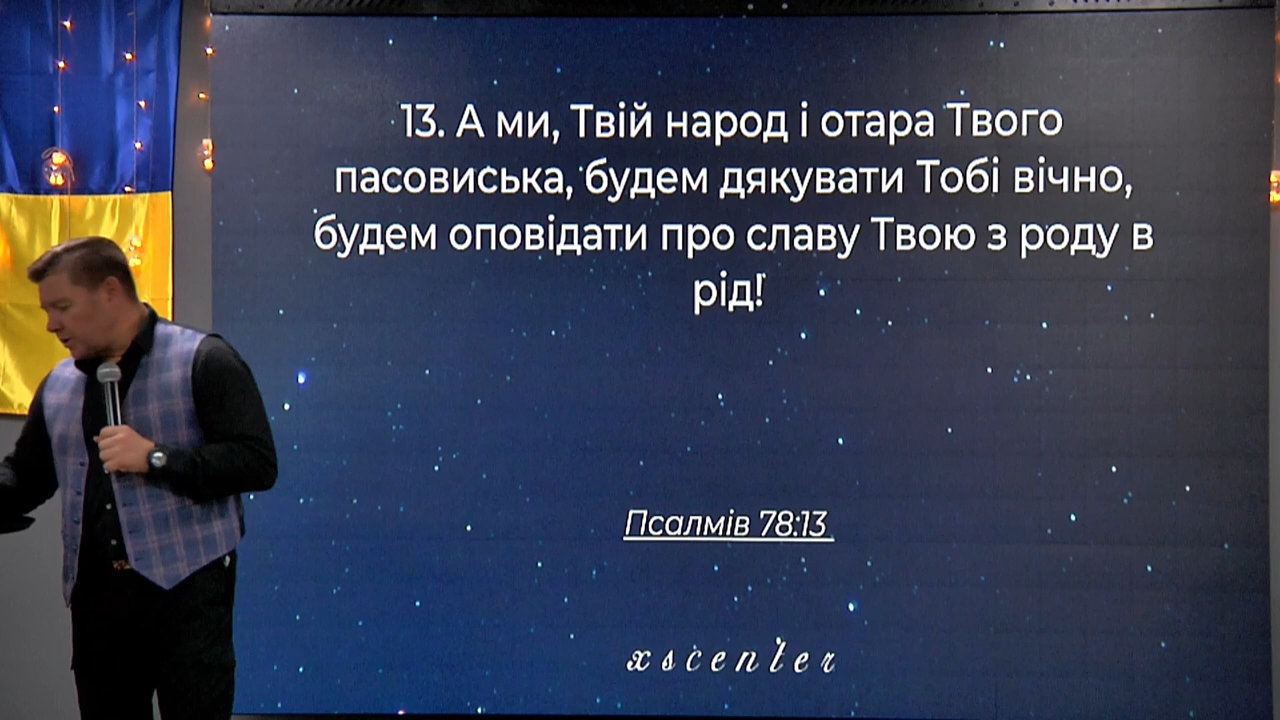 13. А ми, Твій народ і отара Твого
пасовиська, будем дякувати Тобі вічно,
будем оповідати про славу Твою з роду в
рід!
Псалмів 78:13
xscenter